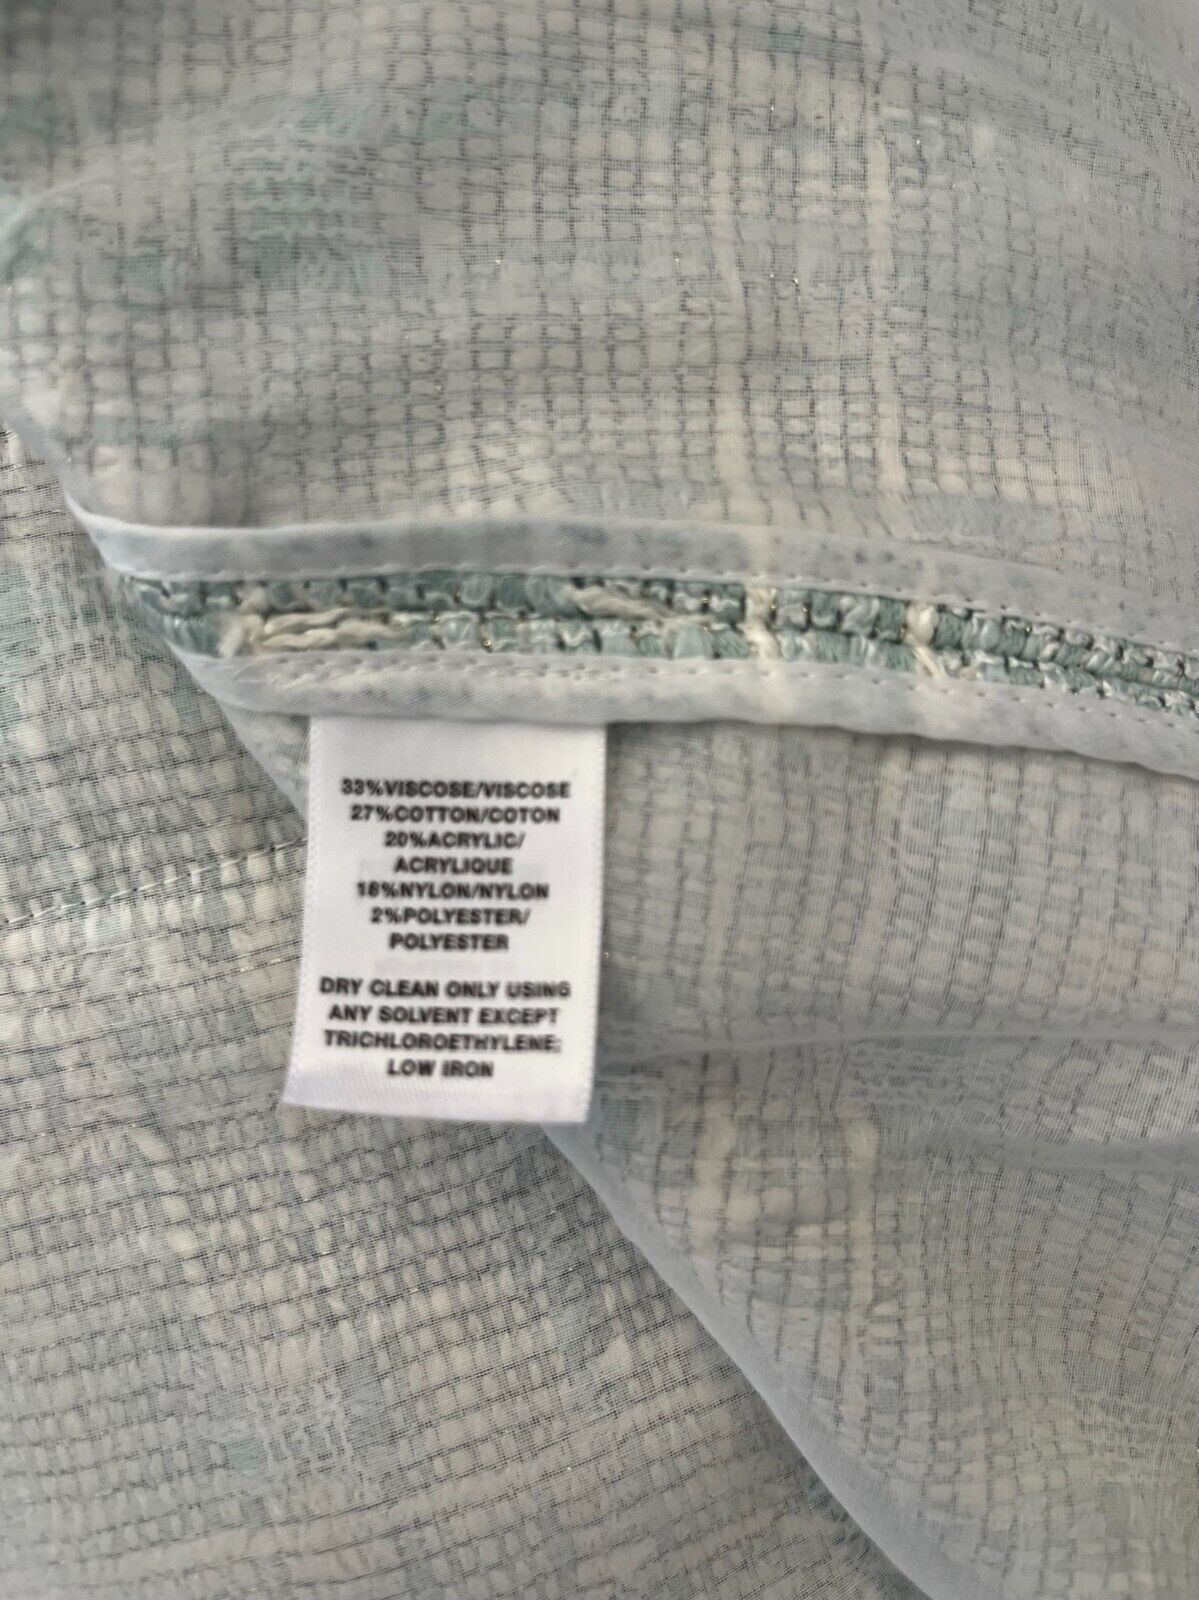 33%VISCOSE/VISCOSE
27%COTTON/COTON
20%ACRYLIC/
ACRYLIQUE
18%NYLON/NYLON
2%POLYESTER/
POLYESTER
DRY CLEAN ONLY USING
ANY SOLVENT EXCEPT
TRICHLOROETHYLENE;
LOW IRON